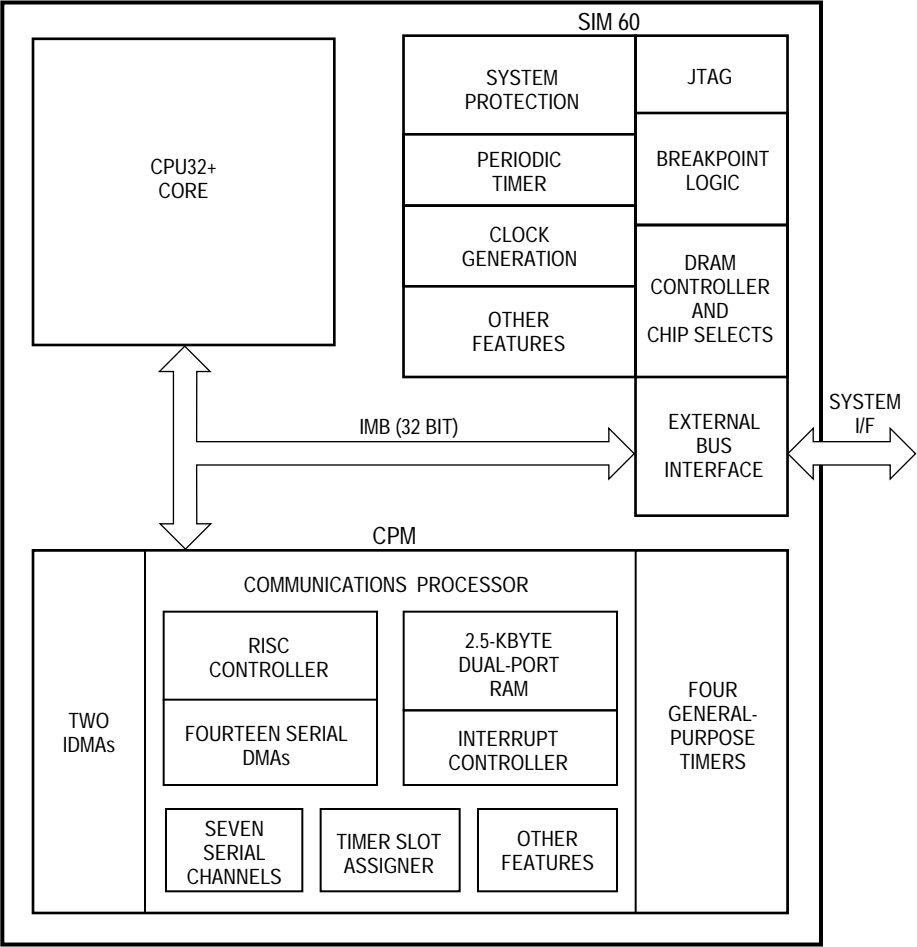 SIM 60
CPU32+
CORE
SYSTEM
PROTECTION
PERIODIC
TIMER
CLOCK
GENERATION
OTHER
FEATURES
JTAG
BREAKPOINT
LOGIC
DRAM
CONTROLLER
AND
CHIP SELECTS
EXTERNAL
BUS
INTERFACE
SYSTEM
I/F
IMB (32 BIT)
CPM
TWO
IDMAs
COMMUNICATIONS PROCESSOR
RISC
CONTROLLER
FOURTEEN SERIAL
DMAs
2.5-KBYTE
DUAL-PORT
RAM
INTERRUPT
CONTROLLER
SEVEN
SERIAL
CHANNELS
TIMER SLOT
ASSIGNER
OTHER
FEATURES
FOUR
GENERAL-
PURPOSE
TIMERS